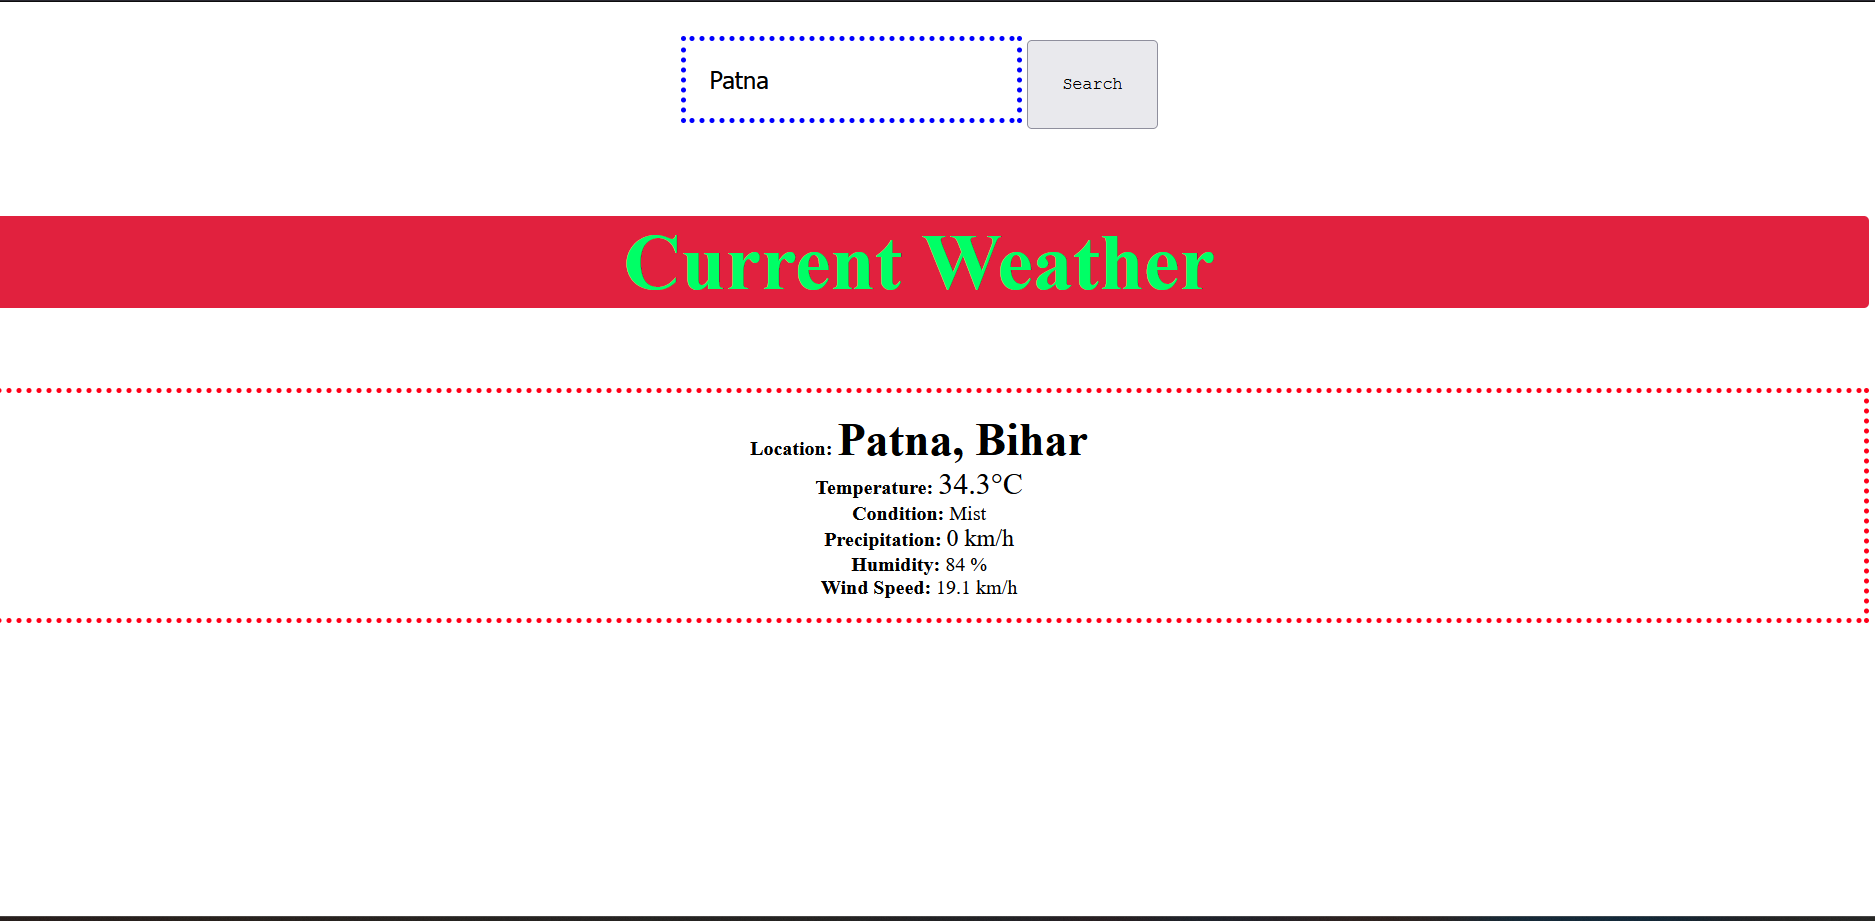 Patna
Search
Current Weather
Location: Patna, Bihar
Temperature: 34.3°C
Condition: Mist
Precipitation: 0 km/h
Humidity: 84 %
Wind Speed: 19.1 km/h